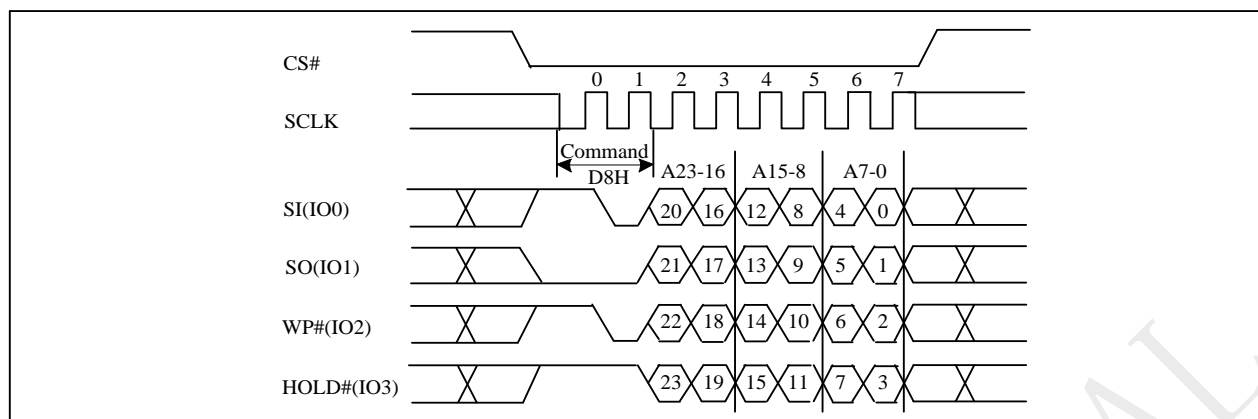 CS#
0 1 2 3 4 5 6 7
SCLK
Command
D8H
A23-16 A15-8 A7-0
SI(IO0) 20 16 12 8 4 0
SO(IO1) 21 17 13 9 5 1
WP#(IO2) 22 18 14 10 6 2
HOLD#(IO3) 23 19 15 11 7 3